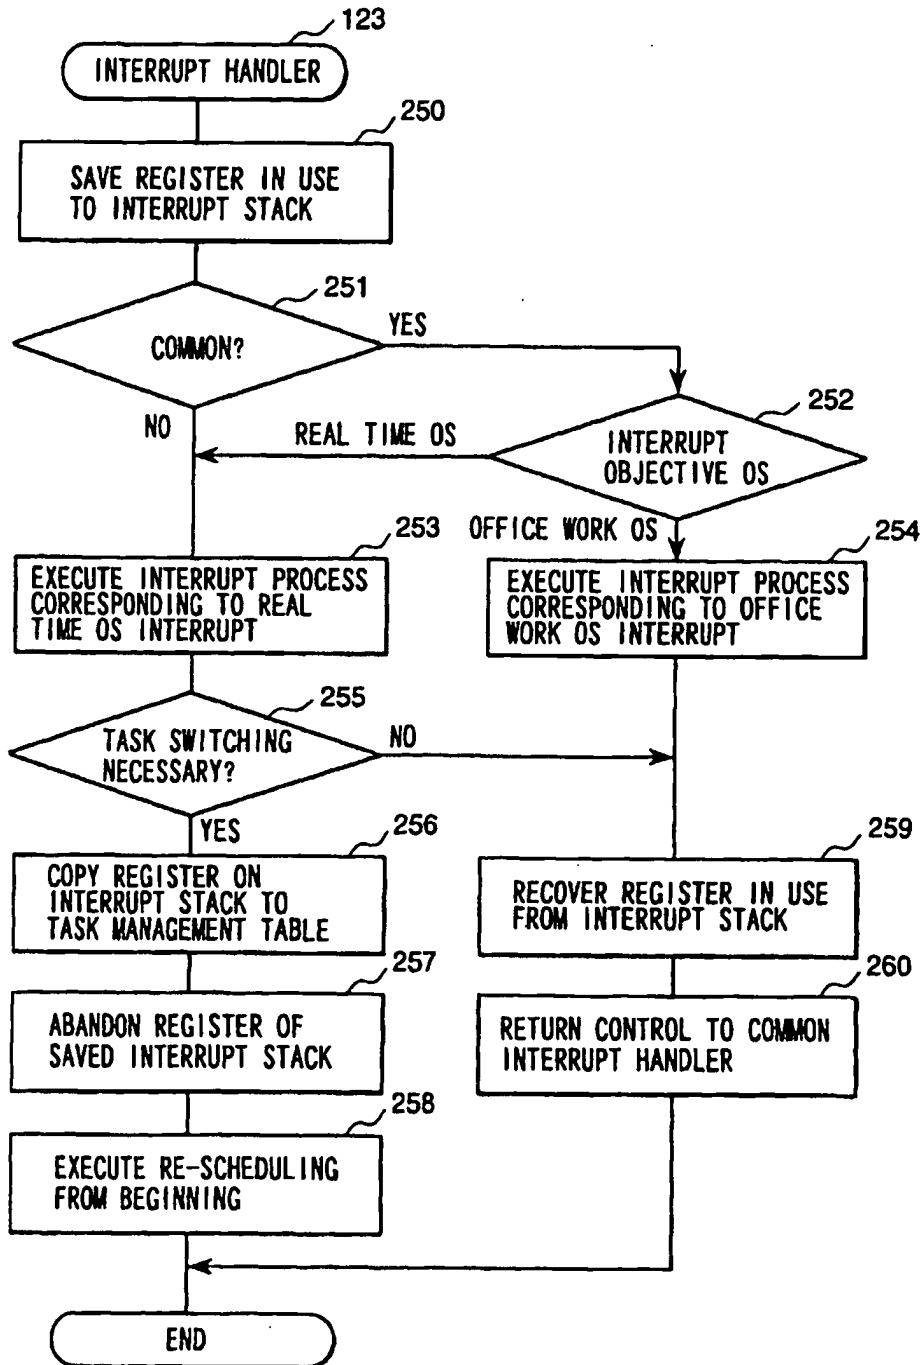 123
INTERRUPT HANDLER
250
SAVE REGISTER IN USE
TO INTERRUPT STACK
251
COMMON?
YES
NO
252
INTERRUPT
OBJECTIVE OS
REAL TIME OS
OFFICE WORK OS
253
EXECUTE INTERRUPT PROCESS
CORRESPONDING TO REAL
TIME OS INTERRUPT
254
EXECUTE INTERRUPT PROCESS
CORRESPONDING TO OFFICE
WORK OS INTERRUPT
255
TASK SWITCHING
NECESSARY?
NO
YES
256
COPY REGISTER ON
INTERRUPT STACK TO
TASK MANAGEMENT TABLE
259
RECOVER REGISTER IN USE
FROM INTERRUPT STACK
257
ABANDON REGISTER OF
SAVED INTERRUPT STACK
260
RETURN CONTROL TO COMMON
INTERRUPT HANDLER
258
EXECUTE RE-SCHEDULING
FROM BEGINNING
END